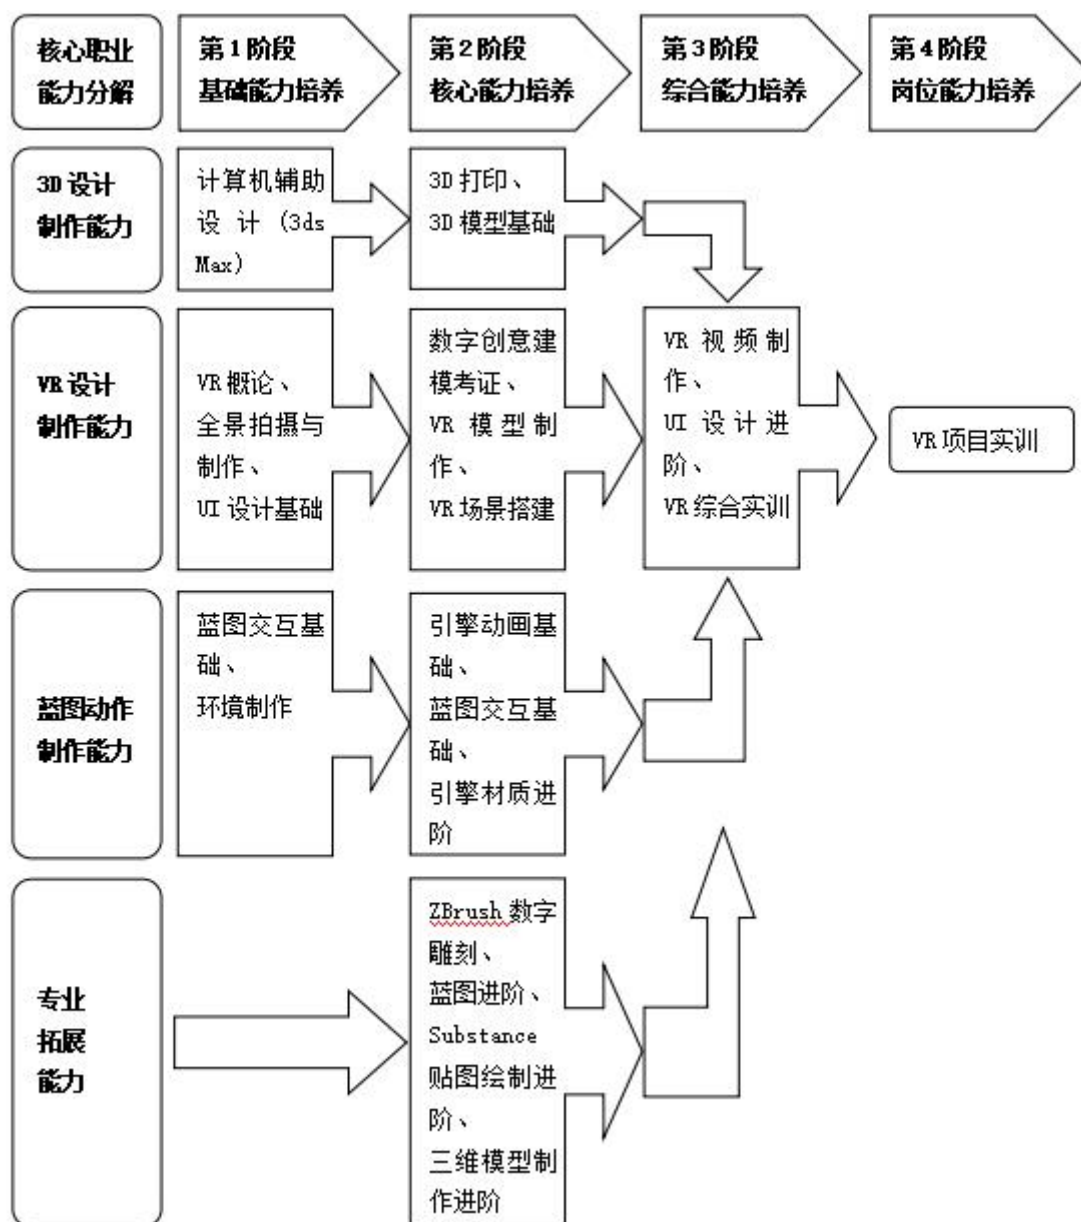 核心职业
能力分解
第1阶段
基础能力培养
第2阶段
核心能力培养
第3阶段
综合能力培养
第4阶段
岗位能力培养
3D设计
制作能力
计算机辅助
设计(3ds
Max)
3D打印、
3D模型基础
VR设计
制作能力
VR概论、
全景拍摄与
制作、
UI设计基础
数字创意建
模考证、
VR模型制
作、
VR场景搭建
VR视频制
作、
UI设计进
阶、
VR综合实训
VR项目实训
蓝图动作
制作能力
蓝图交互基
础、
环境制作
引擎动画基
础、
蓝图交互基
础、
引擎材质进
阶
专业
拓展
能力
ZBrush数字
雕刻、
蓝图进阶、
Substance
贴图绘制进
阶、
三维模型制
作进阶